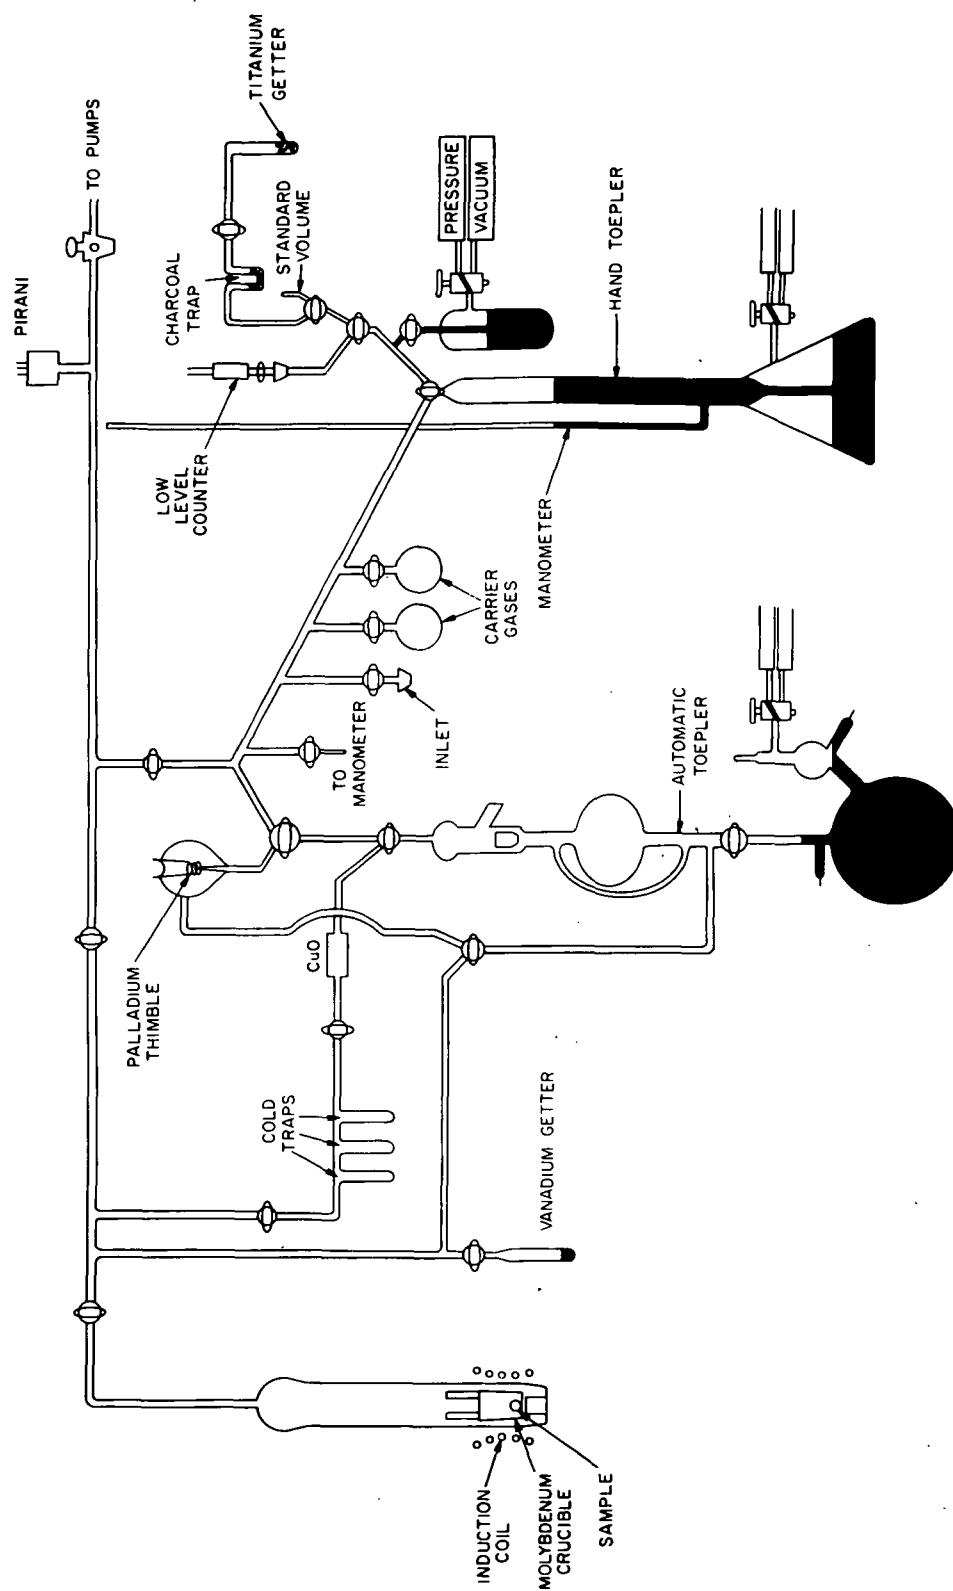 PIRANI
TO PUMPS
TITANIUM
GETTER
CHARCOAL
TRAP
STANDARD
VOLUME
LOW
LEVEL
COUNTER
PRESSURE
VACUUM
HAND TOEPLER
MANOMETER
CARRIER
GASES
INLET
TO
MANOMETER
AUTOMATIC
TOEPLER
PALLADIUM
THIMBLE
CuO
COLD
TRAPS
VANADIUM GETTER
INDUCTION
COIL
MOLYBDENUM
CRUCIBLE
SAMPLE